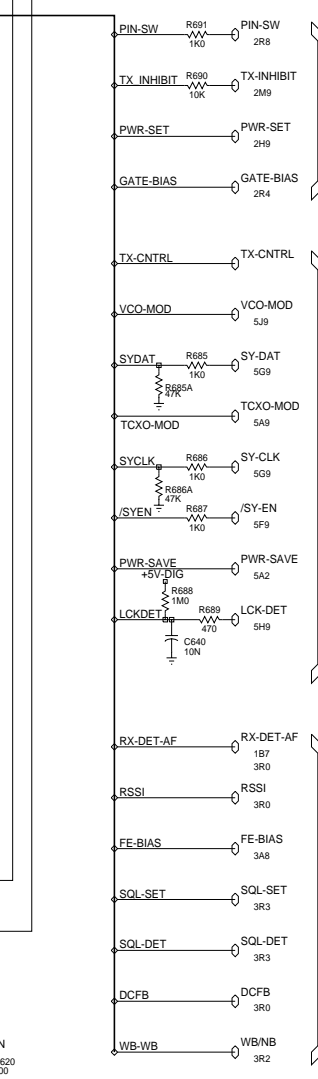 PIN-SW R691 1K0 PIN-SW 2R8
TX INHIBIT R690 10K TX-INHIBIT 2M9
PWR-SET PWR-SET 2H9
GATE-BIAS GATE-BIAS 2R4
TX-CNTRL TX-CNTRL
VCO-MOD VCO-MOD 5J9
SYDAT R685 1K0 SY-DAT 5G9
R685A 47K
TCXO-MOD TCXO-MOD 5A9
SYCLK R686 1K0 SY-CLK 5G9
R686A 47K
/SYEN R687 1K0 /SY-EN 5F9
PWR-SAVE PWR-SAVE 5A2
+5V-DIG
R688 1M0
LCKDET R689 470 LCK-DET 5H9
C640 10N
RX-DET-AF RX-DET-AF 1B7 3R0
RSSI RSSI 3R0
FE-BIAS FE-BIAS 3A8
SQL-SET SQL-SET 3R3
SQL-DET SQL-DET 3R3
DCFB DCFB 3R0
WB-WB WB/NB 3R2
N
620
00